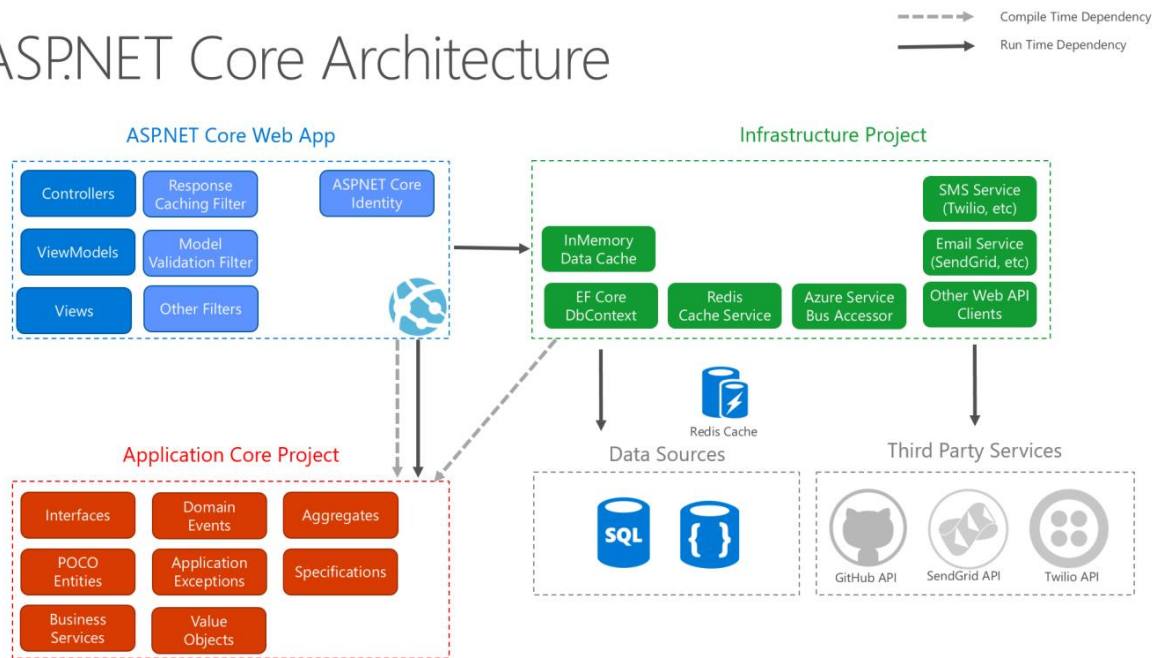 Compile Time Dependency
Run Time Dependency
ASP.NET Core Architecture
ASP.NET Core Web App
Controllers
Response
Caching Filter
ASPNET Core
Identity
ViewModels
Model
Validation Filter
Views
Other Filters
Infrastructure Project
SMS Service
(Twilio, etc)
InMemory
Data Cache
Email Service
(SendGrid, etc)
EF Core
DbContext
Redis
Cache Service
Azure Service
Bus Accessor
Other Web API
Clients
Redis Cache
Application Core Project
Interfaces
Domain
Events
Aggregates
POCO
Entities
Application
Exceptions
Specifications
Business
Services
Value
Objects
Data Sources
SQL
{ }
Third Party Services
GitHub API
SendGrid API
Twilio API